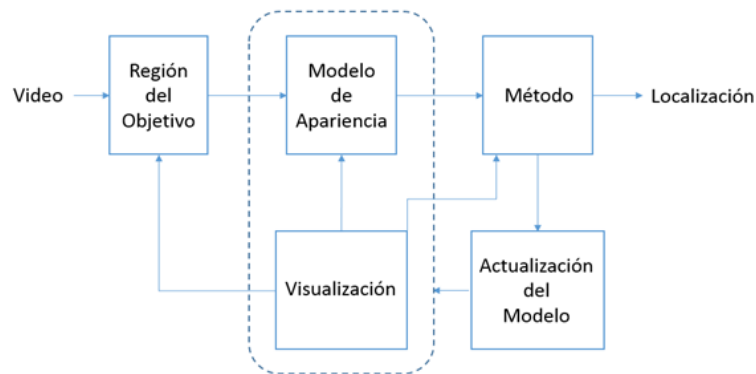 Video
Región
del
Objetivo
Modelo
de
Apariencia
Método
Localización
Visualización
Actualización
del
Modelo